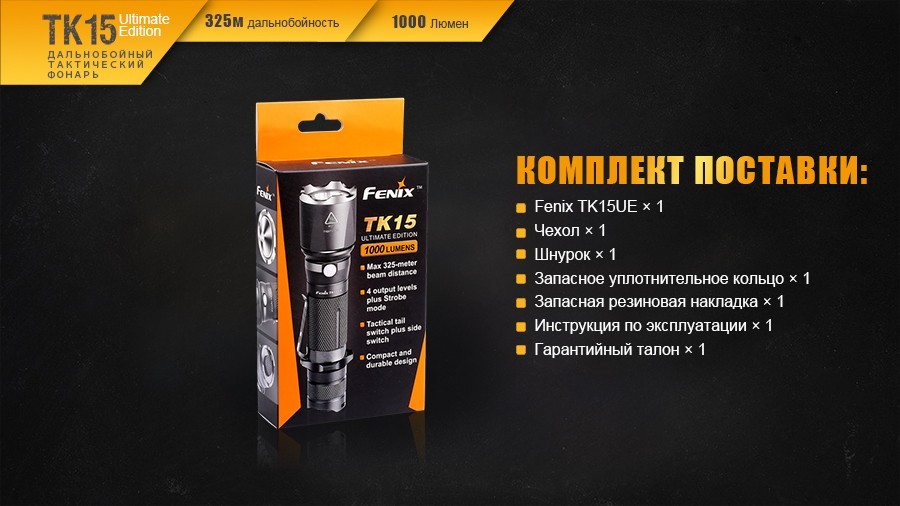 TK15 Ultimate Edition
ДАЛЬНОБОЙНЫЙ
ТАКТИЧЕСКИЙ
ФОНАРЬ
325м дальнобойность
1000 Люмен
FENIX
FENIX
FENIX™
TK15
ULTIMATE EDITION
1000 LUMENS
Max 325-meter
beam distance
4 output levels
plus Strobe
mode
Tactical tail
switch plus side
switch
Compact and
durable design
КОМПЛЕКТ ПОСТАВКИ:
Fenix TK15UE × 1
Чехол × 1
Шнурок × 1
Запасное уплотнительное кольцо × 1
Запасная резиновая накладка × 1
Инструкция по эксплуатации × 1
Гарантийный талон × 1